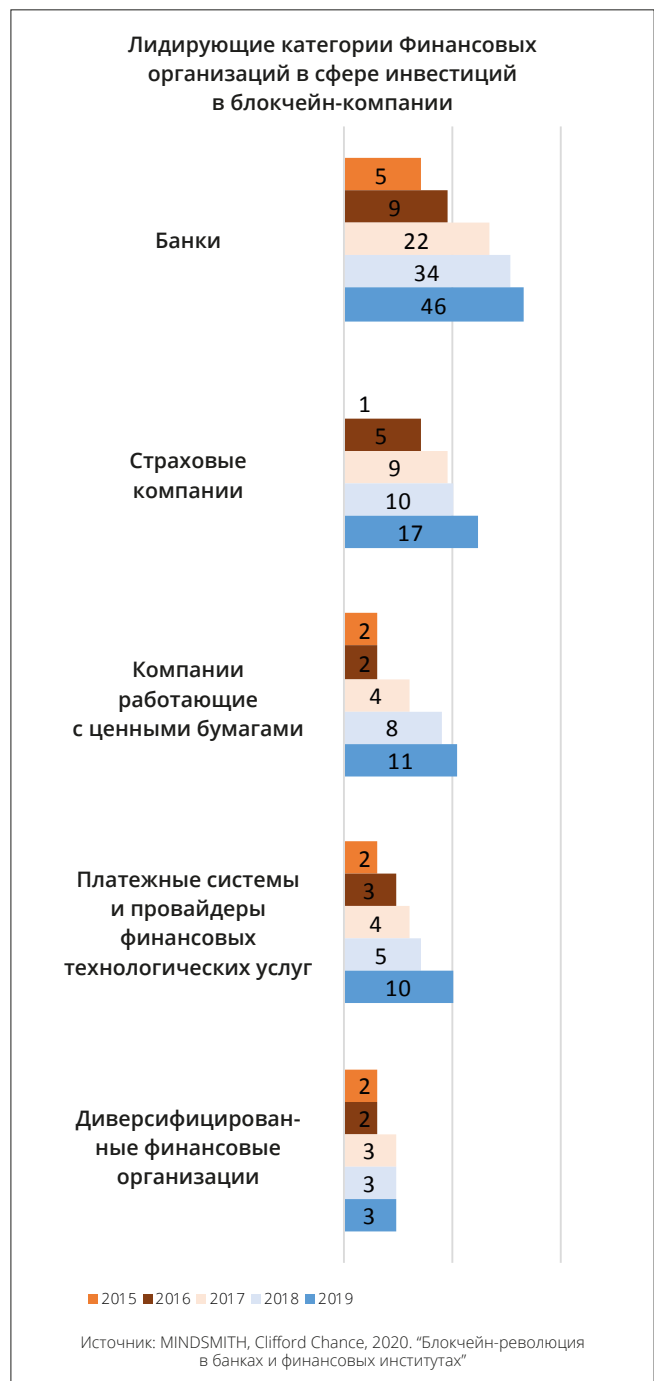 Лидирующие категории Финансовых
организаций в сфере инвестиций
в блокчейн-компании
Банки
5
9
22
34
46
Страховые
компании
1
5
9
10
17
Компании
работающие
с ценными бумагами
2
2
4
8
11
Платежные системы
и провайдеры
финансовых
технологических услуг
2
3
4
5
10
Диверсифицирован-
ные финансовые
организации
2
2
3
3
3
2015 2016 2017 2018 2019
Источник: MINDSMITH, Clifford Chance, 2020. “Блокчейн-революция
в банках и финансовых институтах”